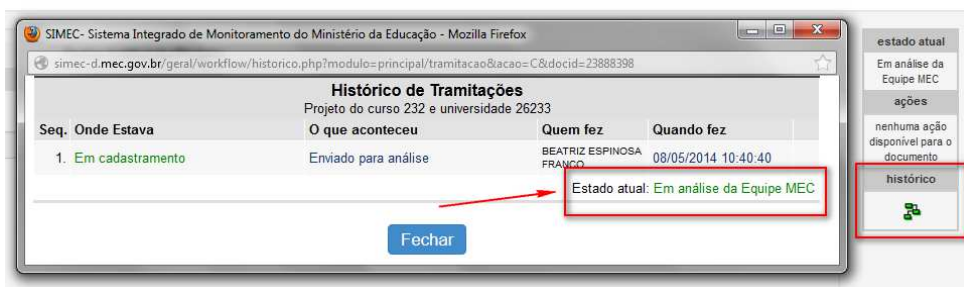 SIMEC- Sistema Integrado de Monitoramento do Ministério da Educação - Mozilla Firefox
simec-d.mec.gov.br/geral/workflow/historico.php?modulo=principal/tramitacao&acao=C&docid=23888398
Histórico de Tramitações
Projeto do curso 232 e universidade 26233
Seq. Onde Estava O que aconteceu Quem fez Quando fez
1. Em cadastramento Enviado para análise BEATRIZ ESPINOSA FRANCO 08/05/2014 10:40:40
Estado atual: Em análise da Equipe MEC
Fechar
estado atual
Em análise da
Equipe MEC
ações
nenhuma ação
disponível para o
documento
histórico